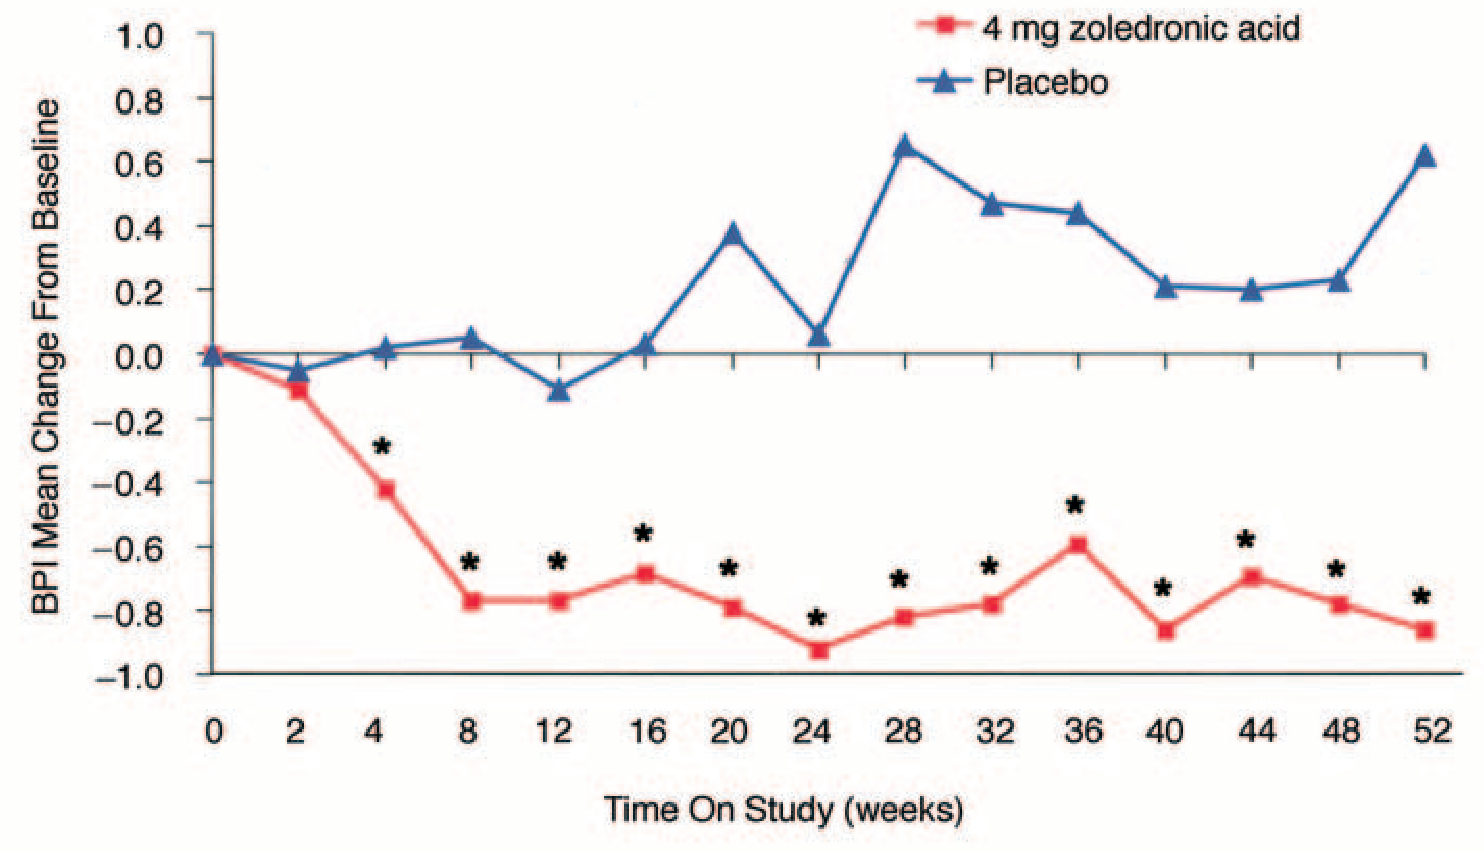 4 mg zoledronic acid
Placebo
BPI Mean Change From Baseline
1.0
0.8
0.6
0.4
0.2
0.0
−0.2
−0.4
−0.6
−0.8
−1.0
* * * * * * * * * * * * *
0 2 4 8 12 16 20 24 28 32 36 40 44 48 52
Time On Study (weeks)